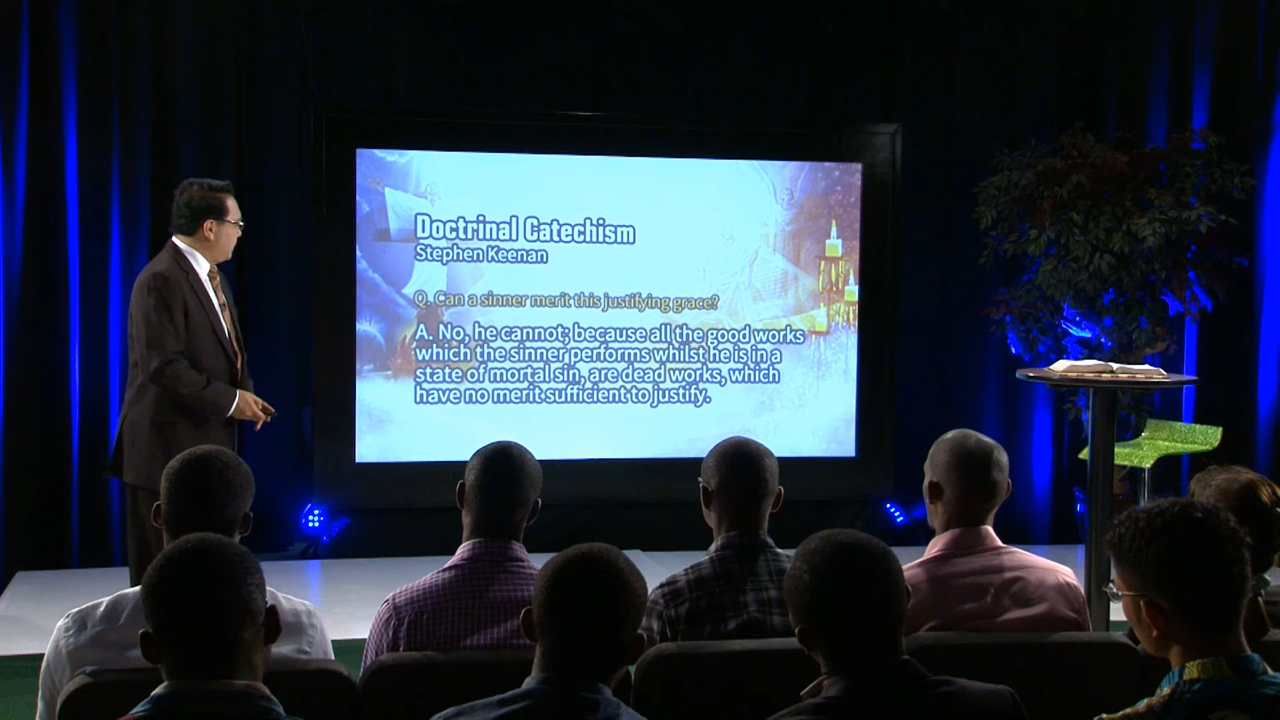 Doctrinal Catechism
Stephen Keenan
Q. Can a sinner merit this justifying grace?
A. No, he cannot; because all the good works
which the sinner performs whilst he is in a
state of mortal sin, are dead works, which
have no merit sufficient to justify.